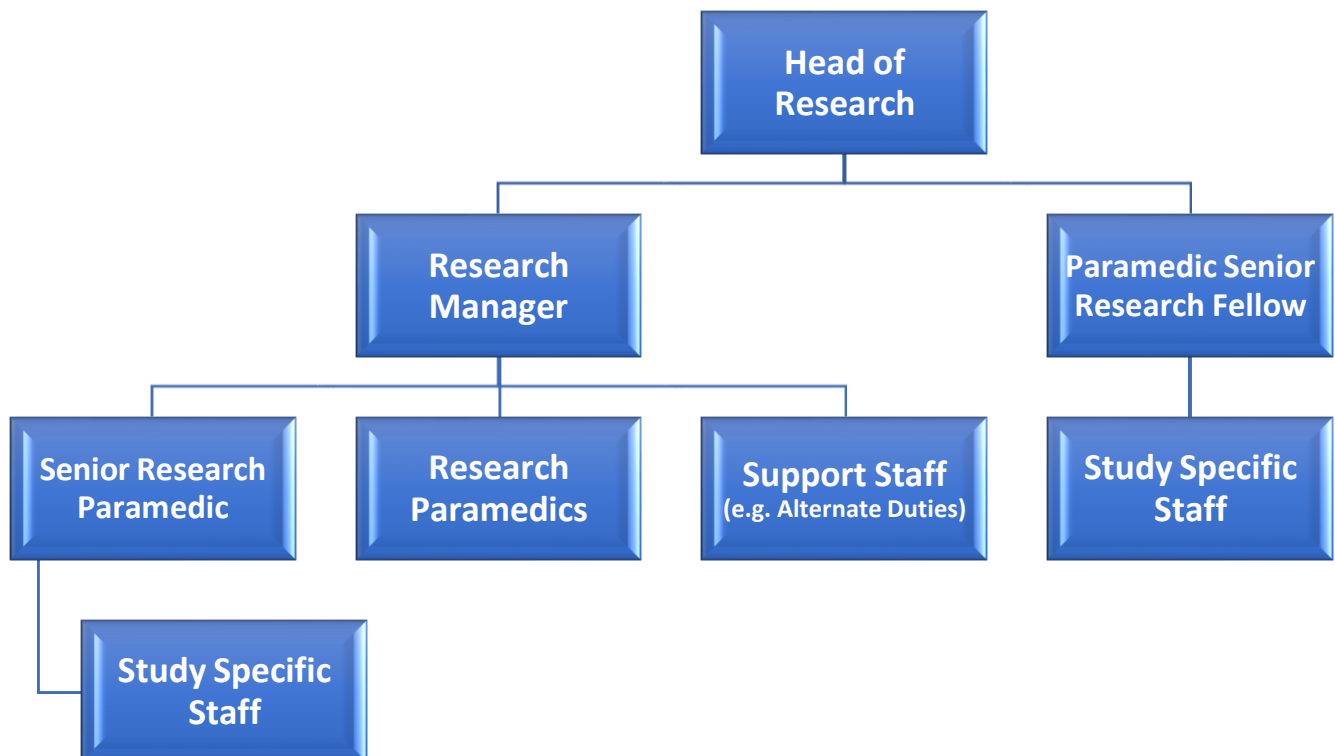 Head of
Research
Research
Manager
Paramedic Senior
Research Fellow
Senior Research
Paramedic
Research
Paramedics
Support Staff
(e.g. Alternate Duties)
Study Specific
Staff
Study Specific
Staff